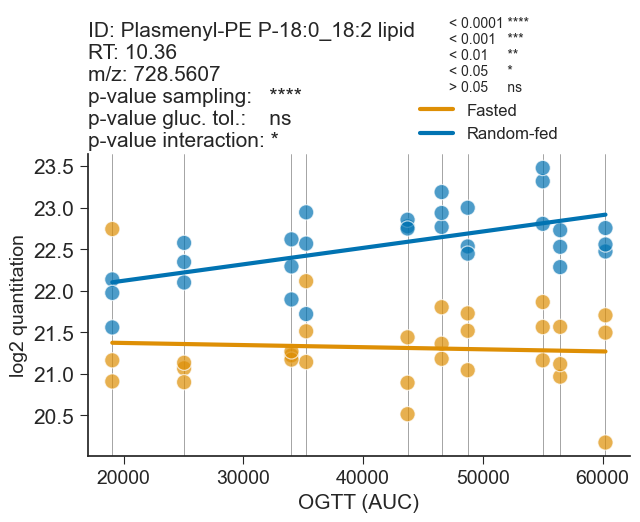 ID: Plasmenyl-PE P-18:0_18:2 lipid
RT: 10.36
m/z: 728.5607
p-value sampling: ****
p-value gluc. tol.: ns
p-value interaction: *
< 0.0001 ****
< 0.001 ***
< 0.01 **
< 0.05 *
> 0.05 ns
Fasted
Random-fed
log2 quantitation
23.5
23.0
22.5
22.0
21.5
21.0
20.5
20000 30000 40000 50000 60000
OGTT (AUC)